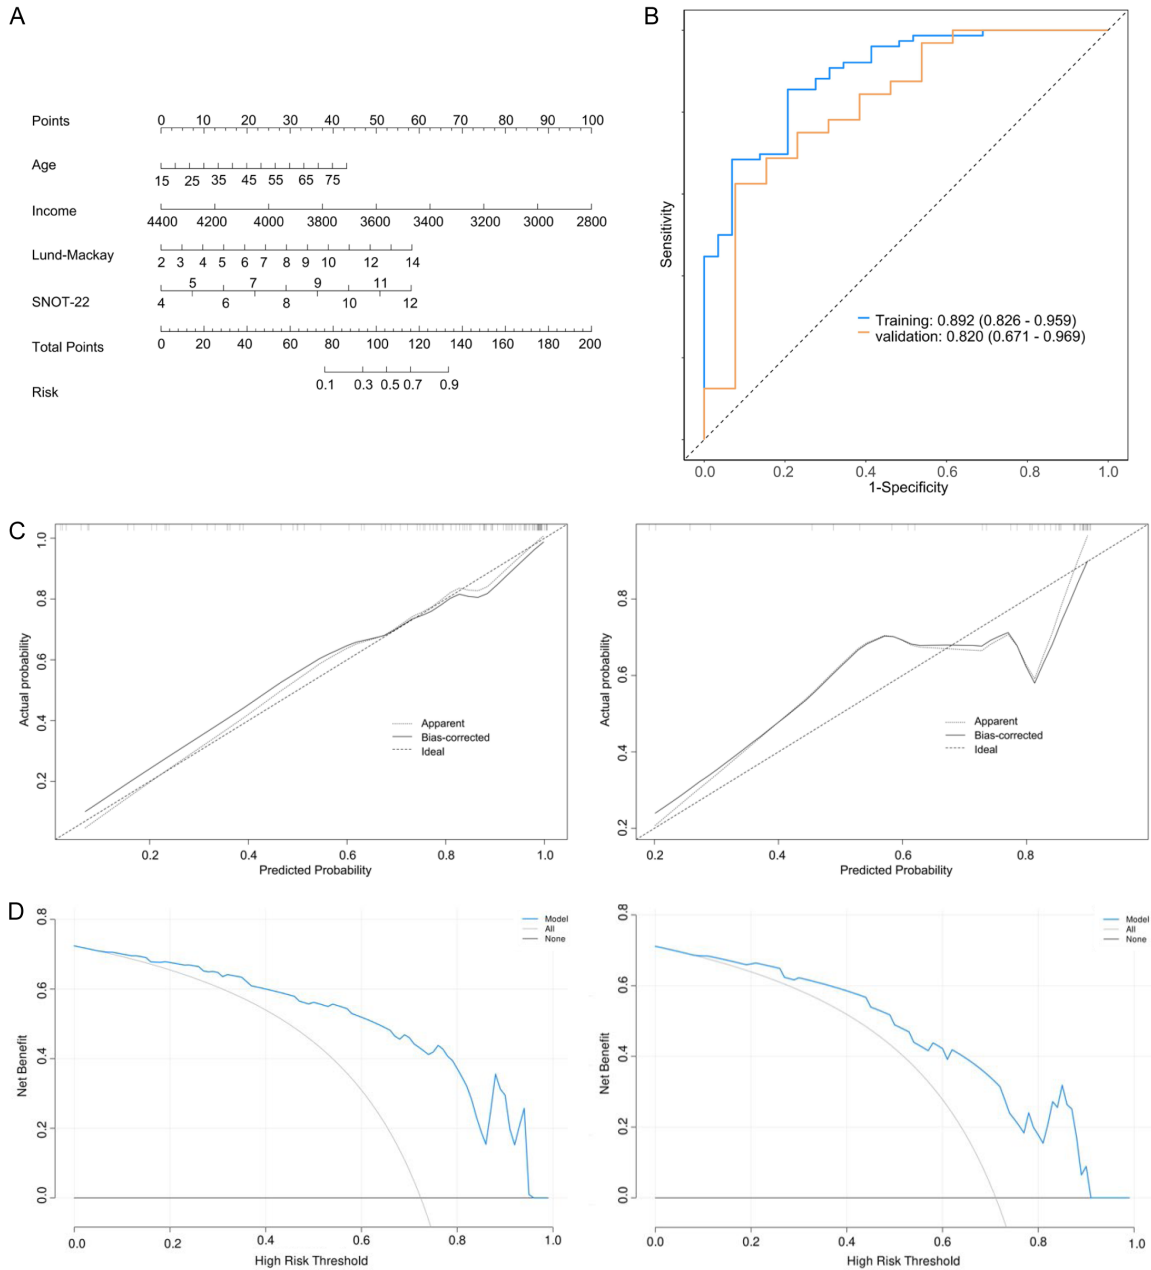 A
Points
0 10 20 30 40 50 60 70 80 90 100
Age
15 25 35 45 55 65 75
Income
4400 4200 4000 3800 3600 3400 3200 3000 2800
Lund-Mackay
2 3 4 5 6 7 8 9 10 12 14
5 7 9 11
SNOT-22
4 6 8 10 12
Total Points
0 20 40 60 80 100 120 140 160 180 200
Risk
0.1 0.3 0.5 0.7 0.9
B
Sensitivity
Training: 0.892 (0.826 - 0.959)
validation: 0.820 (0.671 - 0.969)
0.0 0.2 0.4 0.6 0.8 1.0
1-Specificity
C
Actual probability
1.0
0.8
0.6
0.4
0.2
Apparent
Bias-corrected
Ideal
0.2 0.4 0.6 0.8 1.0
Predicted Probability
Actual probability
0.8
0.6
0.4
0.2
Apparent
Bias-corrected
Ideal
0.2 0.4 0.6 0.8
Predicted Probability
D
Net Benefit
0.8
0.6
0.4
0.2
0.0
Model
All
None
0.0 0.2 0.4 0.6 0.8 1.0
High Risk Threshold
Net Benefit
0.8
0.6
0.4
0.2
0.0
Model
All
None
0.0 0.2 0.4 0.6 0.8 1.0
High Risk Threshold